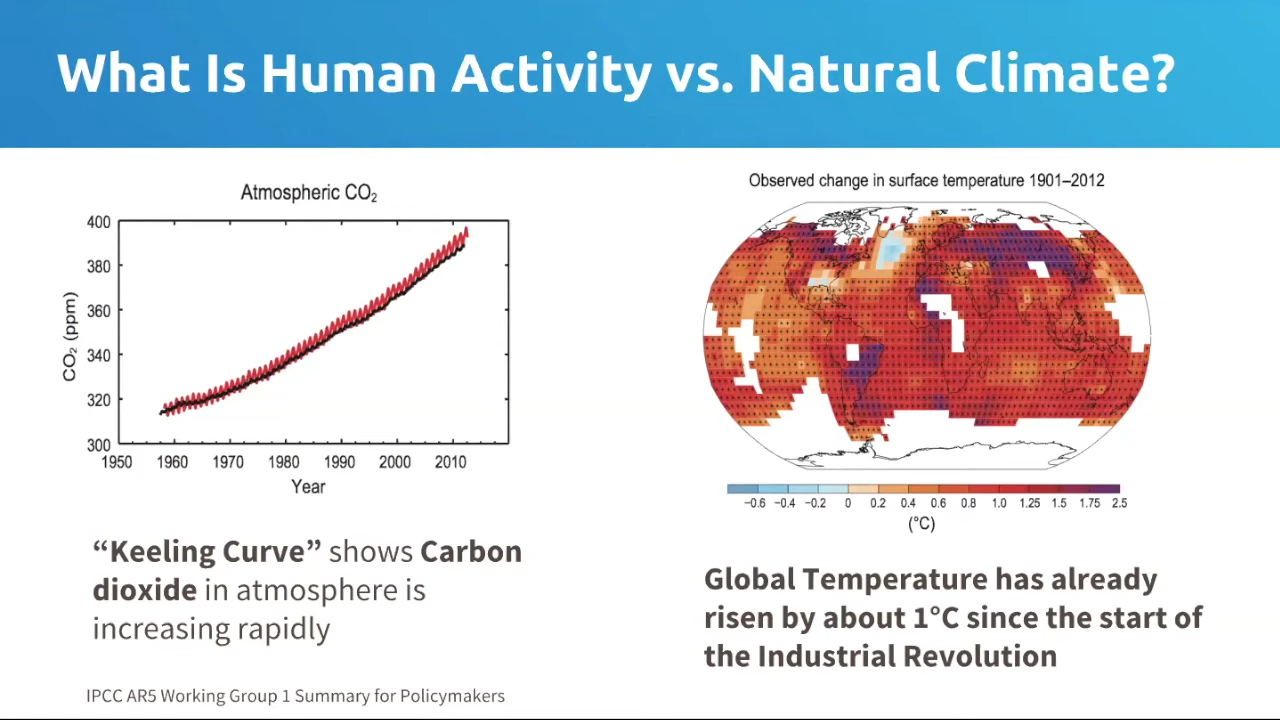 What Is Human Activity vs. Natural Climate?
Atmospheric CO₂
400
380
360
340
320
300
CO₂ (ppm)
1950 1960 1970 1980 1990 2000 2010
Year
“Keeling Curve” shows Carbon
dioxide in atmosphere is
increasing rapidly
IPCC AR5 Working Group 1 Summary for Policymakers
Observed change in surface temperature 1901–2012
−0.6 −0.4 −0.2 0 0.2 0.4 0.6 0.8 1.0 1.25 1.5 1.75 2.5
(°C)
Global Temperature has already
risen by about 1°C since the start of
the Industrial Revolution